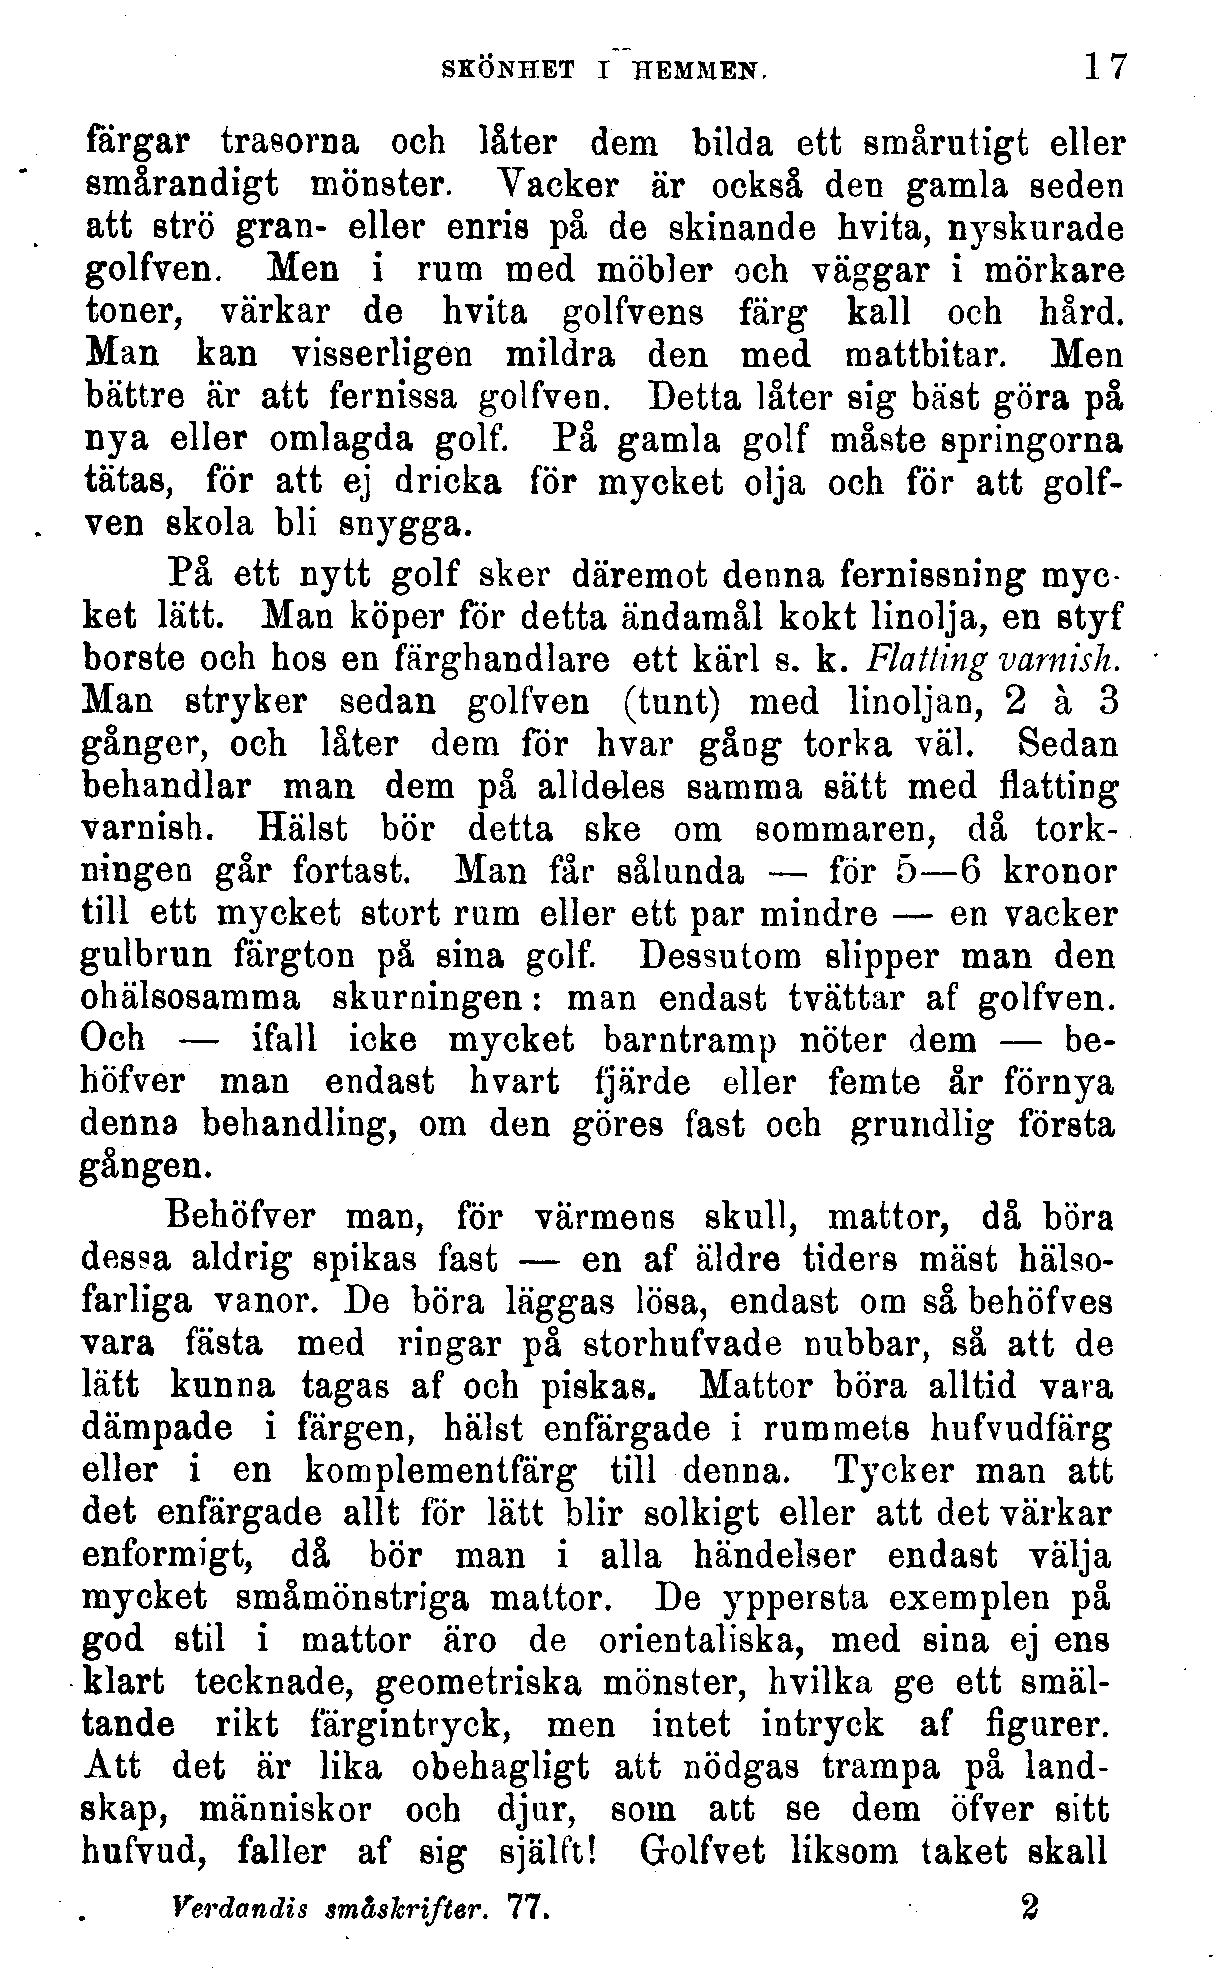 SKÖNHET I HEMMEN. 17
färgar trasorna och låter dem bilda ett smårutigt eller
smårandigt mönster. Vacker är också den gamla seden
att strö gran- eller enris på de skinande hvita, nyskurade
golfven. Men i rum med möbler och väggar i mörkare
toner, värkar de hvita golfvens färg kall och hård.
Man kan visserligen mildra den med mattbitar. Men
bättre är att fernissa golfven. Detta låter sig bäst göra på
nya eller omlagda golf. På gamla golf måste springorna
tätas, för att ej dricka för mycket olja och för att golf-
ven skola bli snygga.
På ett nytt golf sker däremot denna fernissning myc-
ket lätt. Man köper för detta ändamål kokt linolja, en styf
borste och hos en färghandlare ett kärl s. k. Flatting varnish.
Man stryker sedan golfven (tunt) med linoljan, 2 à 3
gånger, och låter dem för hvar gång torka väl. Sedan
behandlar man dem på alldeles samma sätt med flatting
varnish. Hälst bör detta ske om sommaren, då tork-
ningen går fortast. Man får sålunda — för 5—6 kronor
till ett mycket stort rum eller ett par mindre — en vacker
gulbrun färgton på sina golf. Dessutom slipper man den
ohälsosamma skurningen: man endast tvättar af golfven.
Och — ifall icke mycket barntramp nöter dem — be-
höfver man endast hvart fjärde eller femte år förnya
denna behandling, om den göres fast och grundlig första
gången.
Behöfver man, för värmens skull, mattor, då böra
dessa aldrig spikas fast — en af äldre tiders mäst hälso-
farliga vanor. De böra läggas lösa, endast om så behöfves
vara fästa med ringar på storhufvade nubbar, så att de
lätt kunna tagas af och piskas. Mattor böra alltid vara
dämpade i färgen, hälst enfärgade i rummets hufvudfärg
eller i en komplementfärg till denna. Tycker man att
det enfärgade allt för lätt blir solkigt eller att det värkar
enformigt, då bör man i alla händelser endast välja
mycket småmönstriga mattor. De yppersta exemplen på
god stil i mattor äro de orientaliska, med sina ej ens
klart tecknade, geometriska mönster, hvilka ge ett smäl-
tande rikt färgintryck, men intet intryck af figurer.
Att det är lika obehagligt att nödgas trampa på land-
skap, människor och djur, som att se dem öfver sitt
hufvud, faller af sig själft! Golfvet liksom taket skall
Verdandis småskrifter. 77. 2